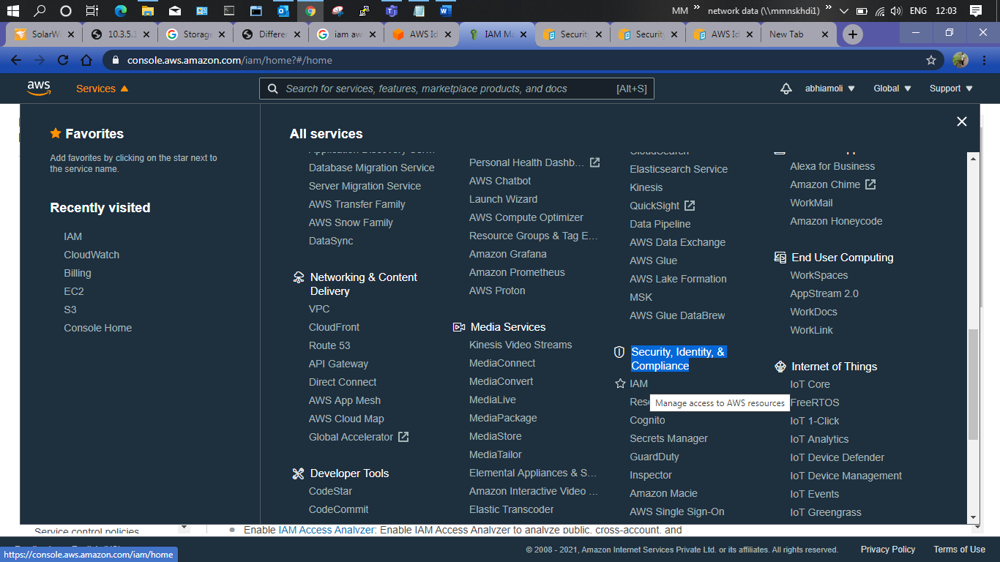 MM
network data (\\mmnskhdi1)
ENG
12:03
SolarW
10.3.5.1
Storage
Differe
iam aw
AWS Id
IAM Ma
Security
Security
AWS Id
New Tab
console.aws.amazon.com/iam/home?#/home
aws
Services
Search for services, features, marketplace products, and docs
[Alt+S]
abhiamoli
Global
Support
Favorites
Add favorites by clicking on the star next to
the service name.
Recently visited
IAM
CloudWatch
Billing
EC2
S3
Console Home
All services
Database Migration Service
Server Migration Service
AWS Transfer Family
AWS Snow Family
DataSync
Networking & Content
Delivery
VPC
CloudFront
Route 53
API Gateway
Direct Connect
AWS App Mesh
AWS Cloud Map
Global Accelerator
Developer Tools
CodeStar
CodeCommit
Personal Health Dashb...
AWS Chatbot
Launch Wizard
AWS Compute Optimizer
Resource Groups & Tag E...
Amazon Grafana
Amazon Prometheus
AWS Proton
Media Services
Kinesis Video Streams
MediaConnect
MediaConvert
MediaLive
MediaPackage
MediaStore
MediaTailor
Elemental Appliances & S...
Amazon Interactive Video ...
Elastic Transcoder
CloudSearch
Elasticsearch Service
Kinesis
QuickSight
Data Pipeline
AWS Data Exchange
AWS Glue
AWS Lake Formation
MSK
AWS Glue DataBrew
Security, Identity, &
Compliance
IAM
Manage access to AWS resources
Cognito
Secrets Manager
GuardDuty
Inspector
Amazon Macie
AWS Single Sign-On
Alexa for Business
Amazon Chime
WorkMail
Amazon Honeycode
End User Computing
WorkSpaces
AppStream 2.0
WorkDocs
WorkLink
Internet of Things
IoT Core
FreeRTOS
IoT 1-Click
IoT Analytics
IoT Device Defender
IoT Device Management
IoT Events
IoT Greengrass
Service control policies
Enable IAM Access Analyzer: Enable IAM Access Analyzer to analyze public, cross-account, and
© 2008 - 2021, Amazon Internet Services Private Ltd. or its affiliates. All rights reserved.
Privacy Policy
Terms of Use
https://console.aws.amazon.com/iam/home